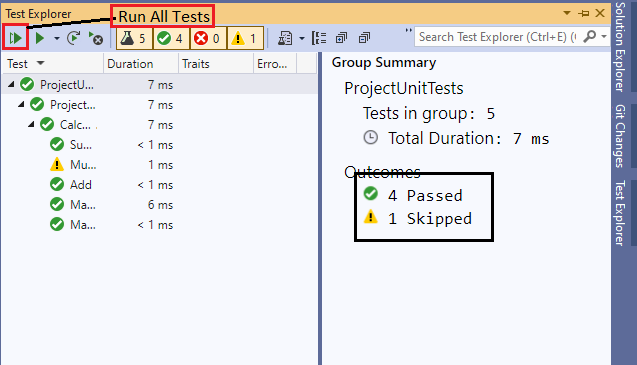 Test Explorer
Run All Tests
5 4 0 1
Search Test Explorer (Ctrl+E) (
Test Duration Traits Erro...
ProjectU... 7 ms
Project... 7 ms
Calc... 7 ms
Su... < 1 ms
Mu... 1 ms
Add < 1 ms
Ma... 6 ms
Ma... < 1 ms
Group Summary
ProjectUnitTests
Tests in group: 5
Total Duration: 7 ms
Outcomes
4 Passed
1 Skipped
Solution Explorer
Git Changes
Test Explorer